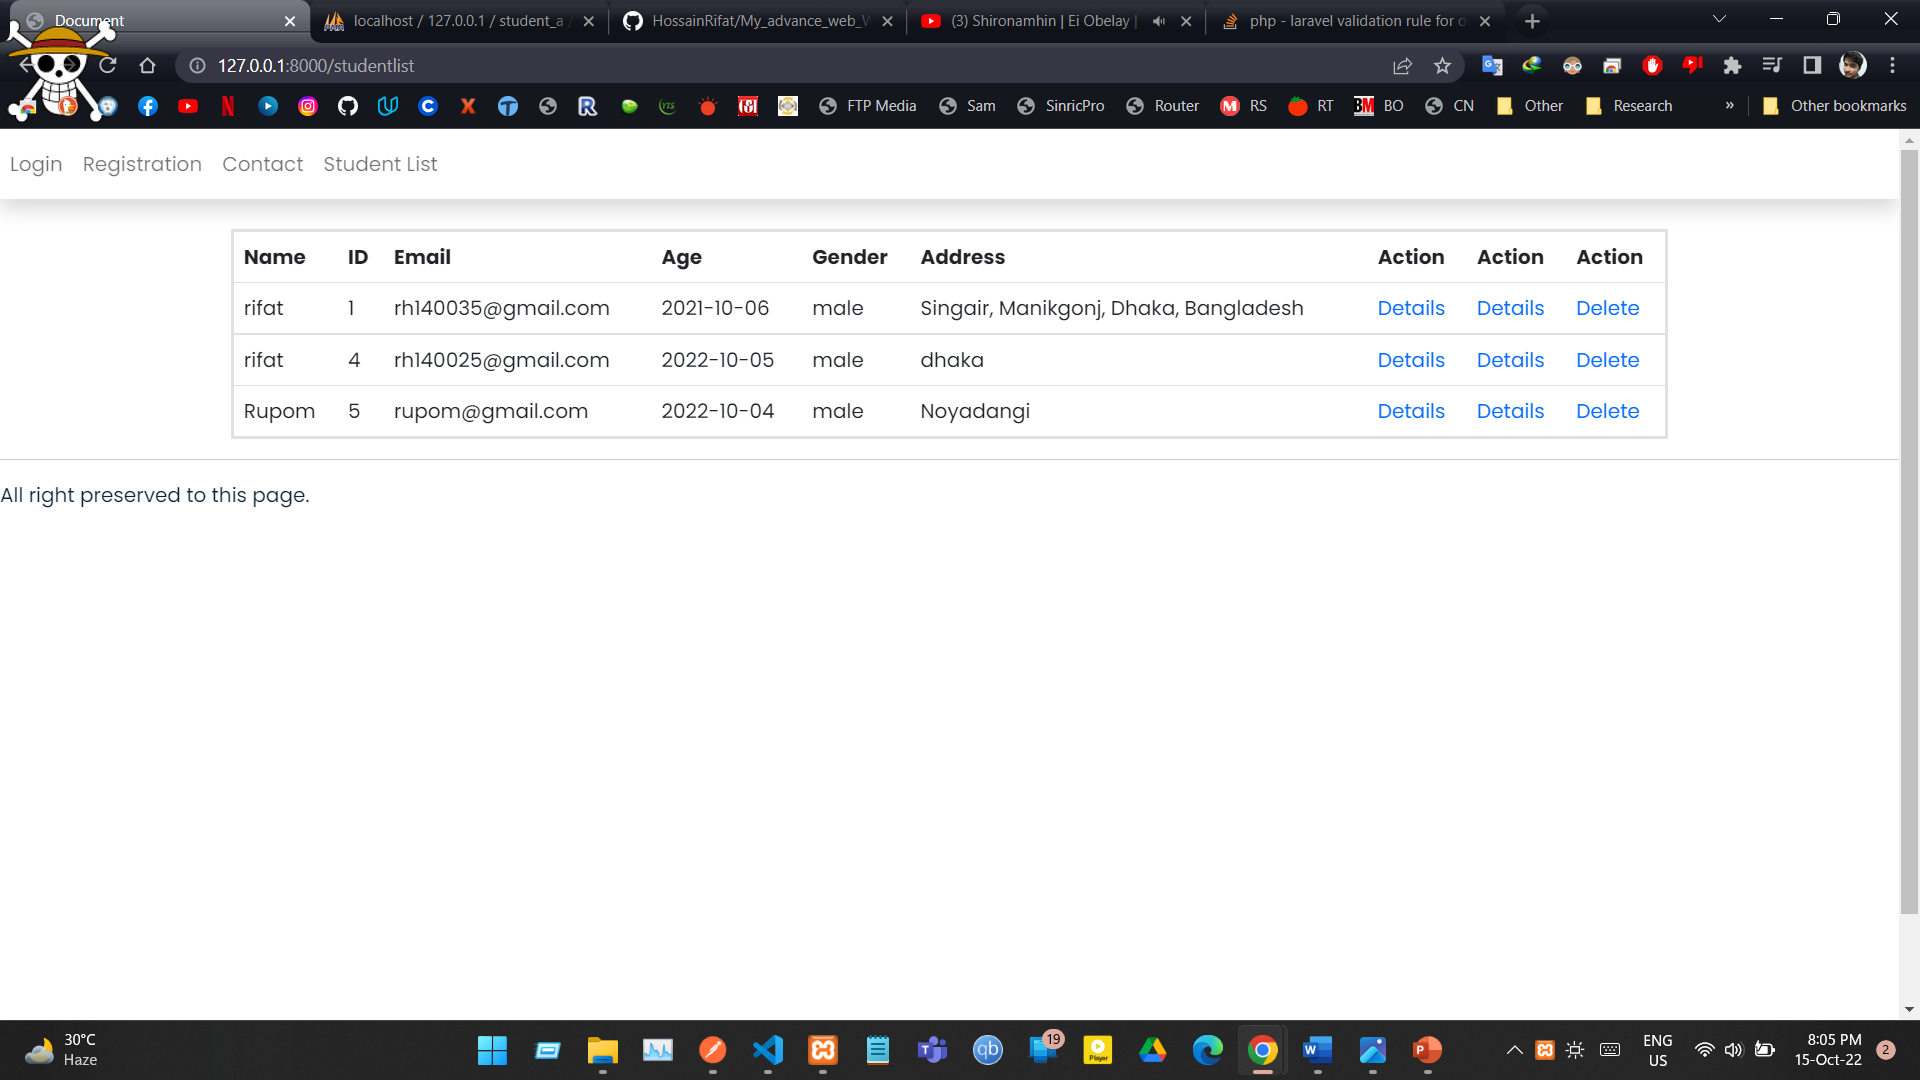 Document
localhost / 127.0.0.1 / student_a /
HossainRifat/My_advance_web_W
(3) Shironamhin | Ei Obelay |
php - laravel validation rule for o
127.0.0.1:8000/studentlist
FTP Media Sam SinricPro Router RS RT BO CN Other Research » Other bookmarks
Login Registration Contact Student List
Name ID Email Age Gender Address Action Action Action
rifat 1 rh140035@gmail.com 2021-10-06 male Singair, Manikgonj, Dhaka, Bangladesh Details Details Delete
rifat 4 rh140025@gmail.com 2022-10-05 male dhaka Details Details Delete
Rupom 5 rupom@gmail.com 2022-10-04 male Noyadangi Details Details Delete
All right preserved to this page.
30°C
Haze
19
Player
ENG
US
8:05 PM
15-Oct-22
2